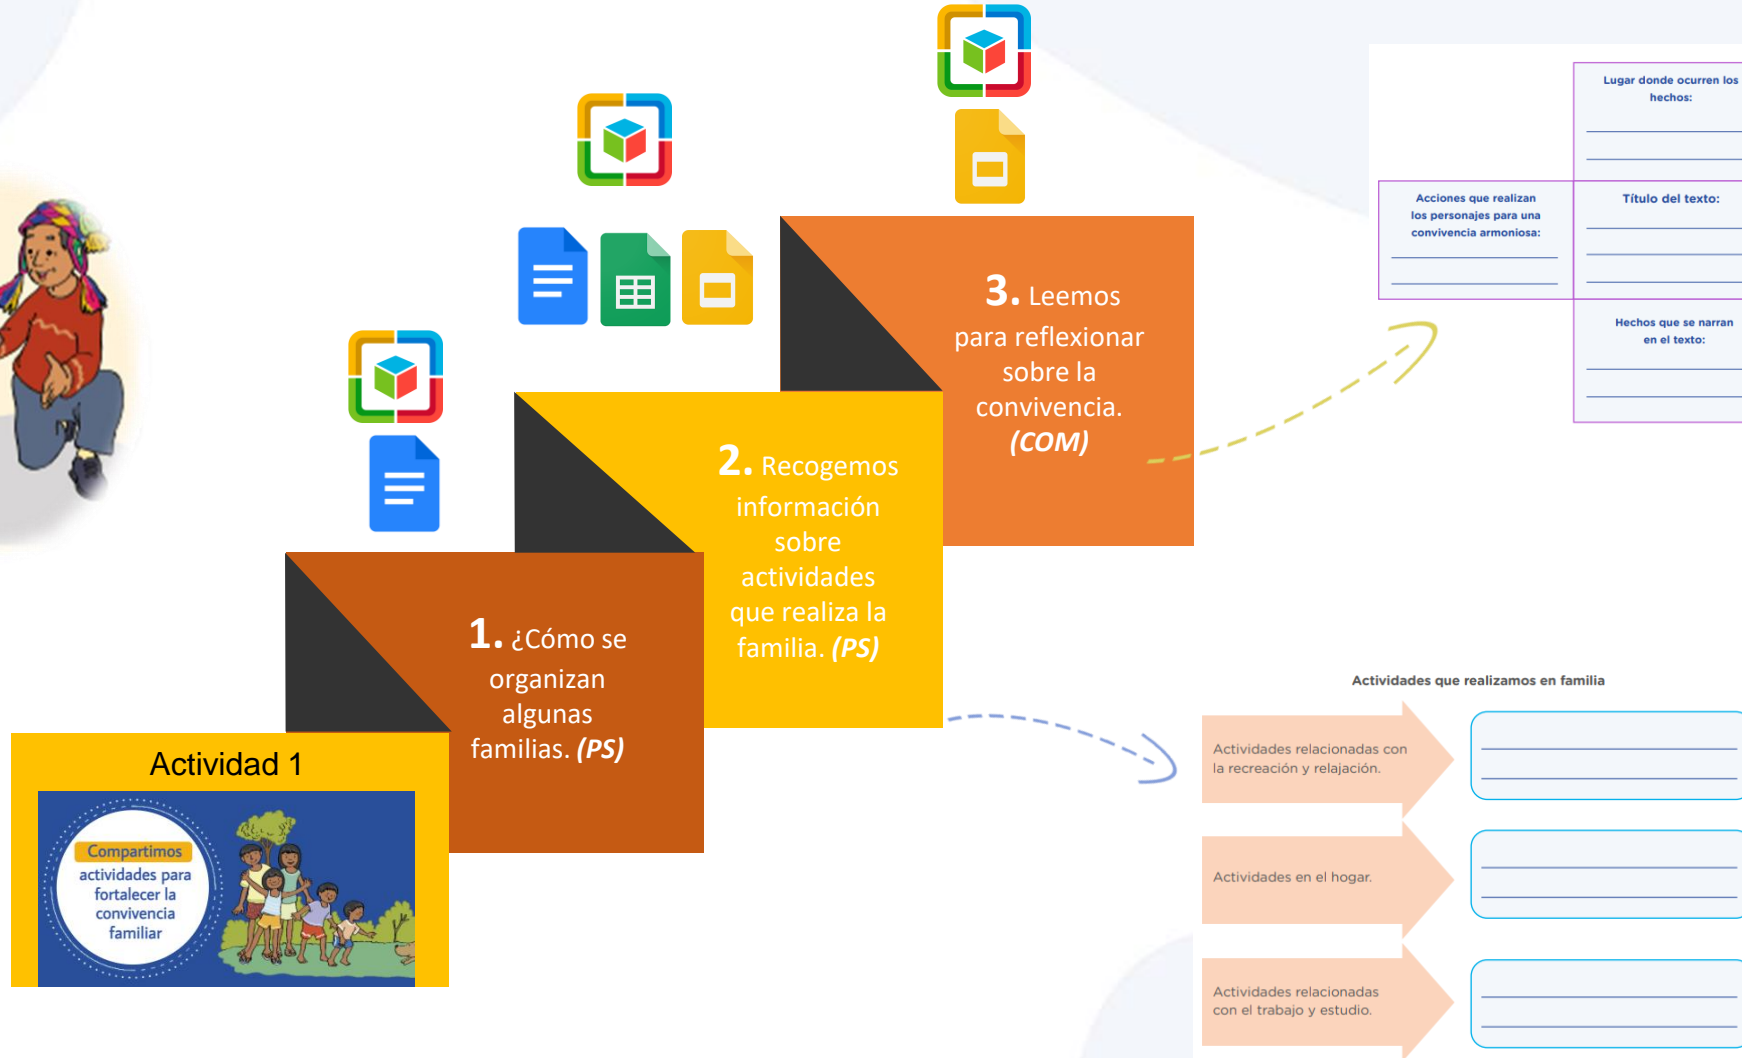 Actividad 1
Compartimos
actividades para
fortalecer la
convivencia
familiar
1. ¿Cómo se
organizan
algunas
familias. (PS)
2. Recogemos
información
sobre
actividades
que realiza la
familia. (PS)
3. Leemos
para reflexionar
sobre la
convivencia.
(COM)
Lugar donde ocurren los
hechos:
Acciones que realizan
los personajes para una
convivencia armoniosa:
Título del texto:
Hechos que se narran
en el texto:
Actividades que realizamos en familia
Actividades relacionadas con
la recreación y relajación.
Actividades en el hogar.
Actividades relacionadas
con el trabajo y estudio.